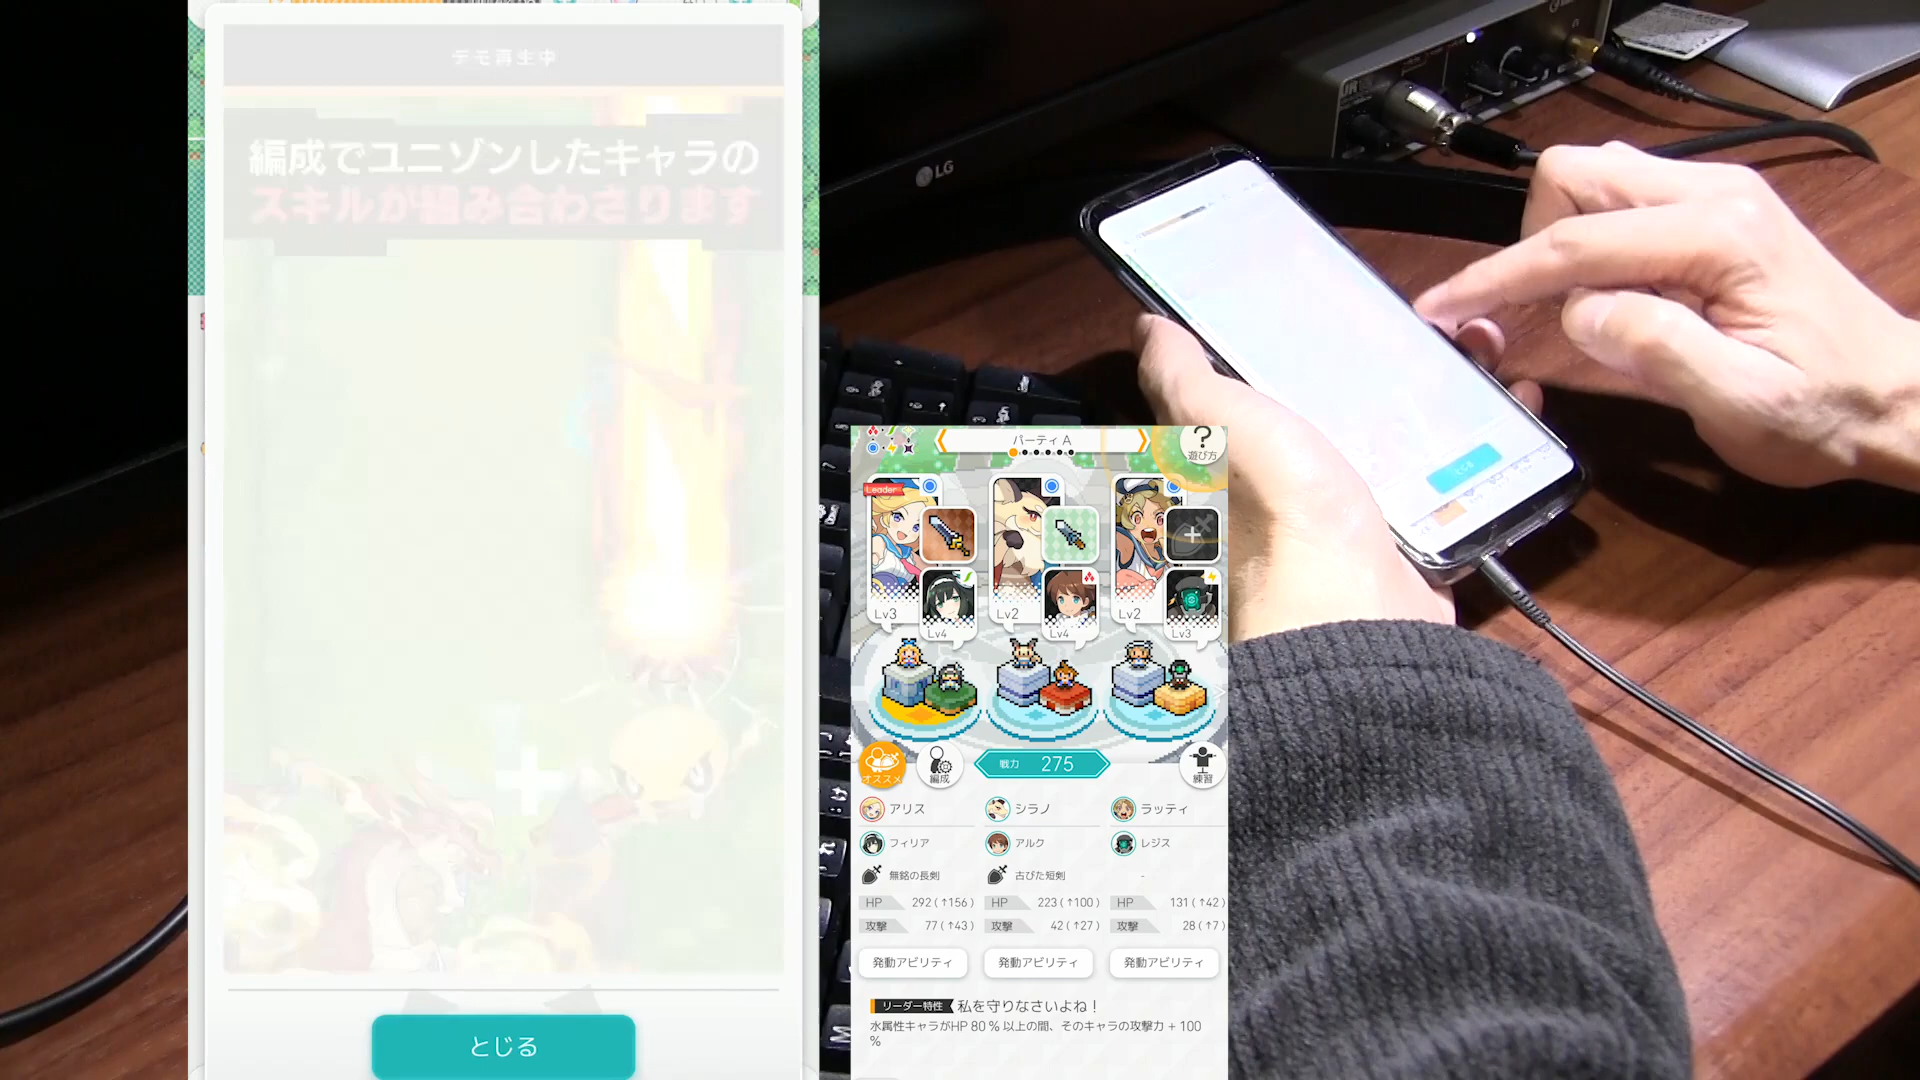 デモ再生中
編成でユニゾンしたキャラの
スキルが組み合わさります
とじる
LG
とじる
パーティ A
?
遊び方
Leader
Lv3
Lv4
Lv2
Lv4
Lv2
Lv3
オススメ
編成
戦力 275
練習
アリス シラノ ラッティ
フィリア アルク レジス
無銘の長剣 古びた短剣 -
HP 292 ( ↑156 ) HP 223 ( ↑100 ) HP 131 ( ↑42 )
攻撃 77 ( ↑43 ) 攻撃 42 ( ↑27 ) 攻撃 28 ( ↑7 )
発動アビリティ 発動アビリティ 発動アビリティ
リーダー特性 私を守りなさいよね！
水属性キャラがHP 80 % 以上の間、そのキャラの攻撃力 + 100
%